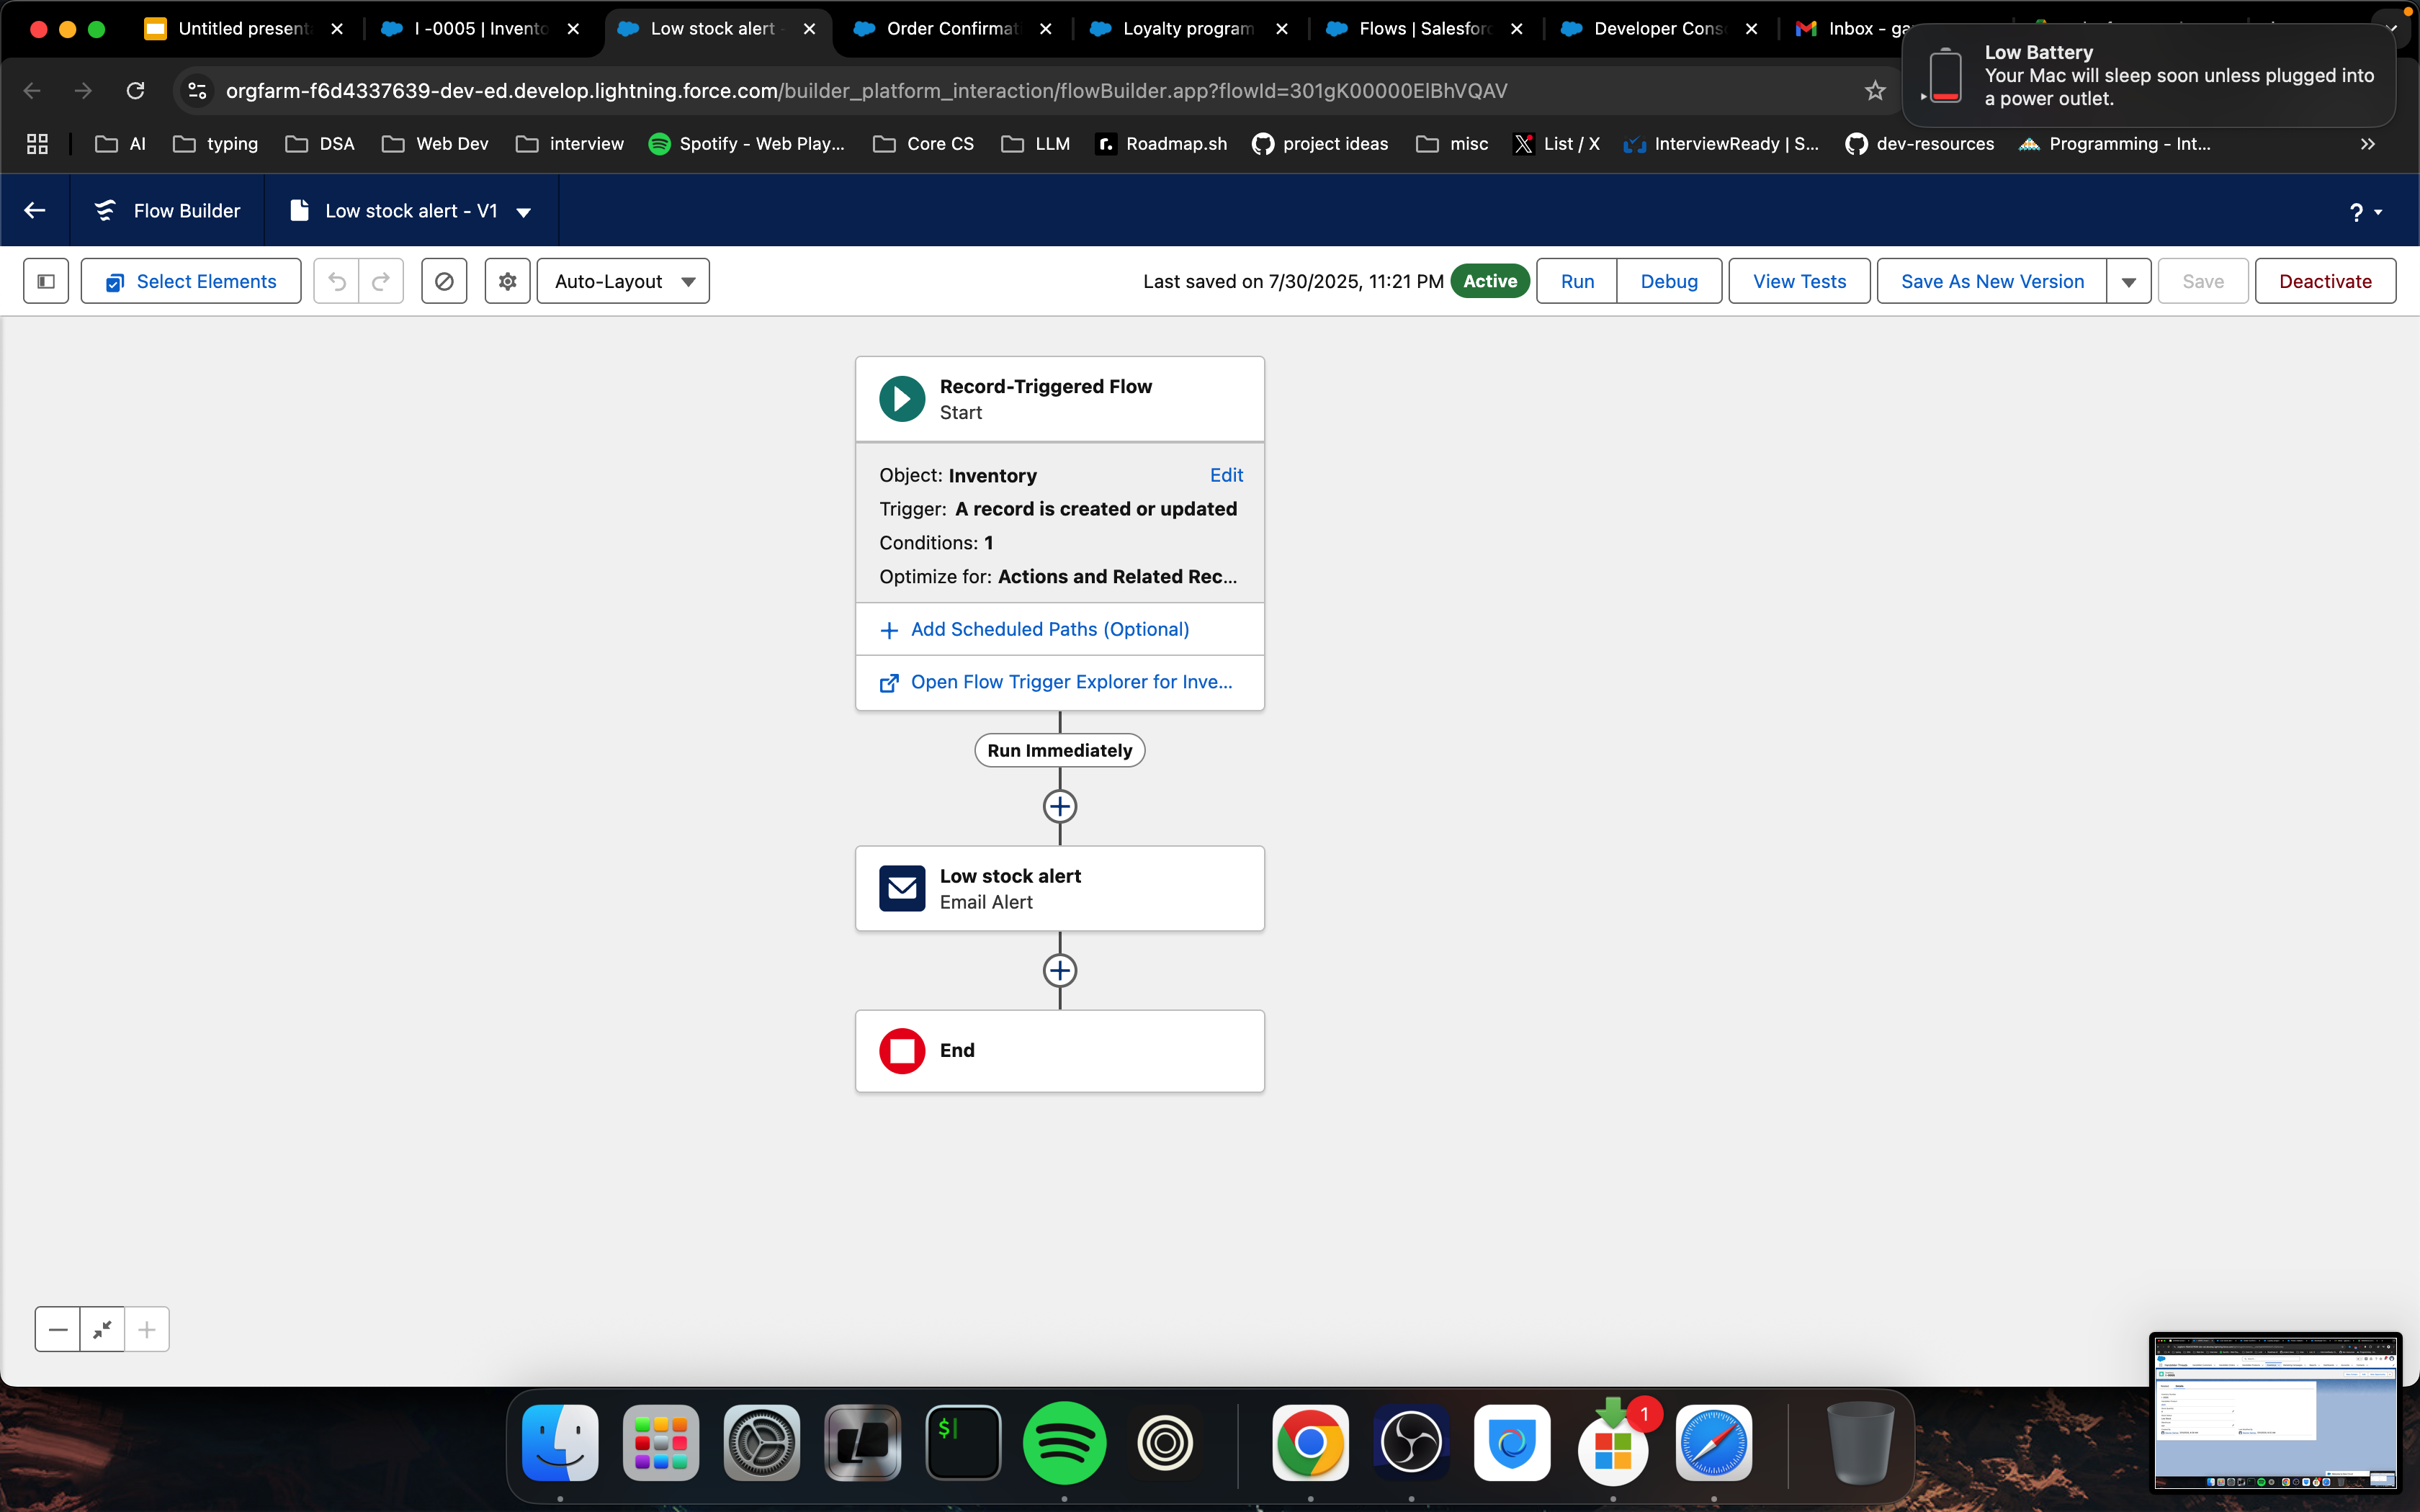 Untitled present
I -0005 | Invento
Low stock alert -
Order Confirmat
Loyalty program
Flows | Salesforc
Developer Cons
Inbox - ga
Low Battery
Your Mac will sleep soon unless plugged into
a power outlet.
orgfarm-f6d4337639-dev-ed.develop.lightning.force.com/builder_platform_interaction/flowBuilder.app?flowId=301gK00000ElBhVQAV
AI
typing
DSA
Web Dev
interview
Spotify - Web Play...
Core CS
LLM
Roadmap.sh
project ideas
misc
List / X
InterviewReady | S...
dev-resources
Programming - Int...
Flow Builder
Low stock alert - V1
?
Select Elements
Auto-Layout
Last saved on 7/30/2025, 11:21 PM
Active
Run
Debug
View Tests
Save As New Version
Save
Deactivate
Record-Triggered Flow
Start
Object: Inventory
Edit
Trigger: A record is created or updated
Conditions: 1
Optimize for: Actions and Related Rec...
Add Scheduled Paths (Optional)
Open Flow Trigger Explorer for Inve...
Run Immediately
Low stock alert
Email Alert
End
$
1